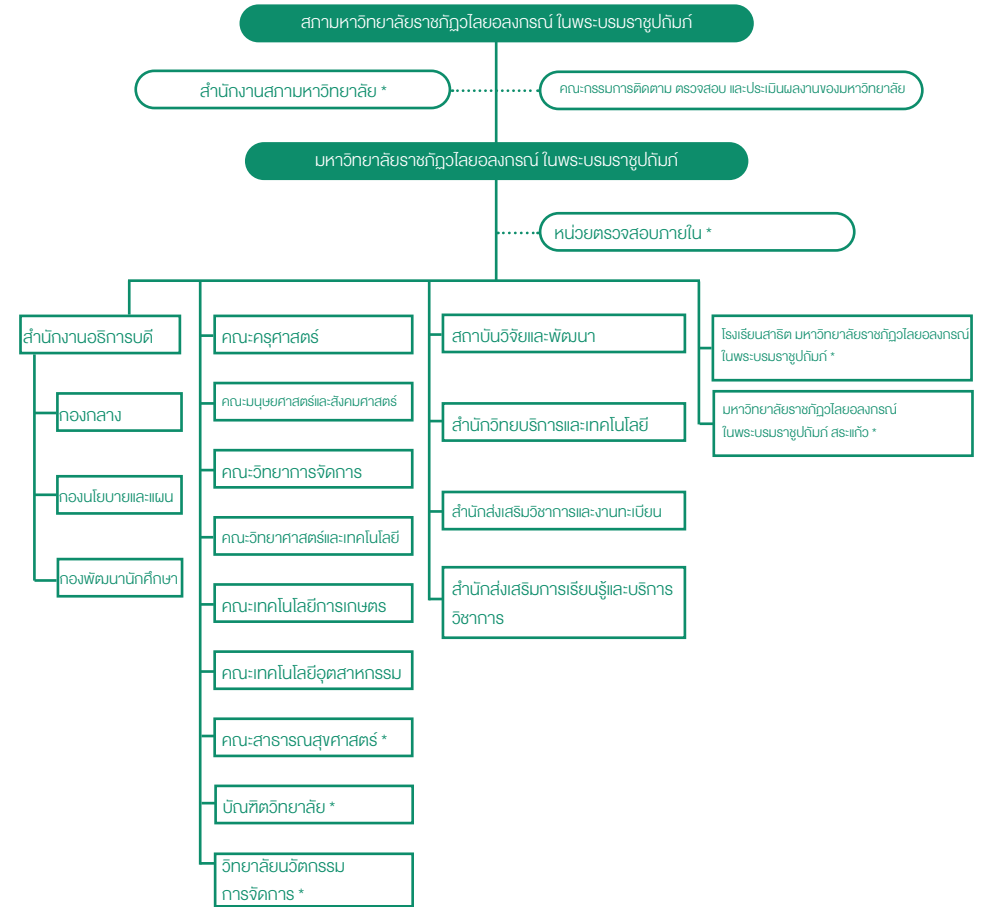 สภามหาวิทยาลัยราชภัฏวไลยอลงกรณ์ ในพระบรมราชูปถัมภ์
สำนักงานสภามหาวิทยาลัย *
คณะกรรมการติดตาม ตรวจสอบ และประเมินผลงานของมหาวิทยาลัย
มหาวิทยาลัยราชภัฏวไลยอลงกรณ์ ในพระบรมราชูปถัมภ์
หน่วยตรวจสอบภายใน *
สำนักงานอธิการบดี
กองกลาง
กองนโยบายและแผน
กองพัฒนานักศึกษา
คณะครุศาสตร์
คณะมนุษยศาสตร์และสังคมศาสตร์
คณะวิทยาการจัดการ
คณะวิทยาศาสตร์และเทคโนโลยี
คณะเทคโนโลยีการเกษตร
คณะเทคโนโลยีอุตสาหกรรม
คณะสาธารณสุขศาสตร์ *
บัณฑิตวิทยาลัย *
วิทยาลัยนวัตกรรม
การจัดการ *
สถาบันวิจัยและพัฒนา
สำนักวิทยบริการและเทคโนโลยี
สำนักส่งเสริมวิชาการและงานทะเบียน
สำนักส่งเสริมการเรียนรู้และบริการ
วิชาการ
โรงเรียนสาธิต มหาวิทยาลัยราชภัฏวไลยอลงกรณ์
ในพระบรมราชูปถัมภ์ *
มหาวิทยาลัยราชภัฏวไลยอลงกรณ์
ในพระบรมราชูปถัมภ์ สระแก้ว *